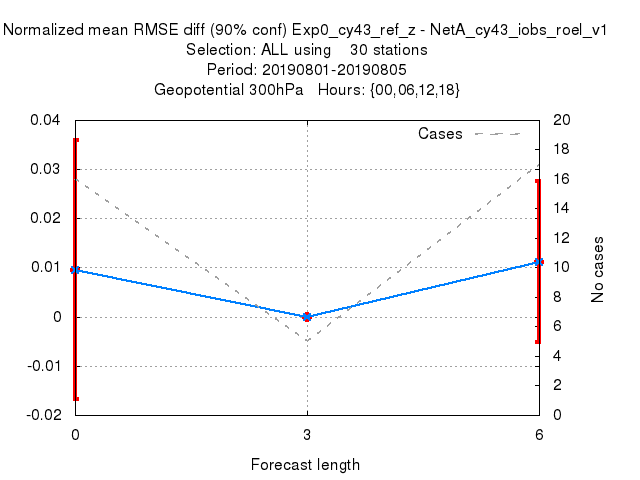 Normalized mean RMSE diff (90% conf) Exp0_cy43_ref_z - NetA_cy43_iobs_roel_v1
Selection: ALL using 30 stations
Period: 20190801-20190805
Geopotential 300hPa Hours: {00,06,12,18}
Cases
0.04
0.03
0.02
0.01
0
-0.01
-0.02
20
18
16
14
12
10
8
6
4
2
0
No cases
0 3 6
Forecast length